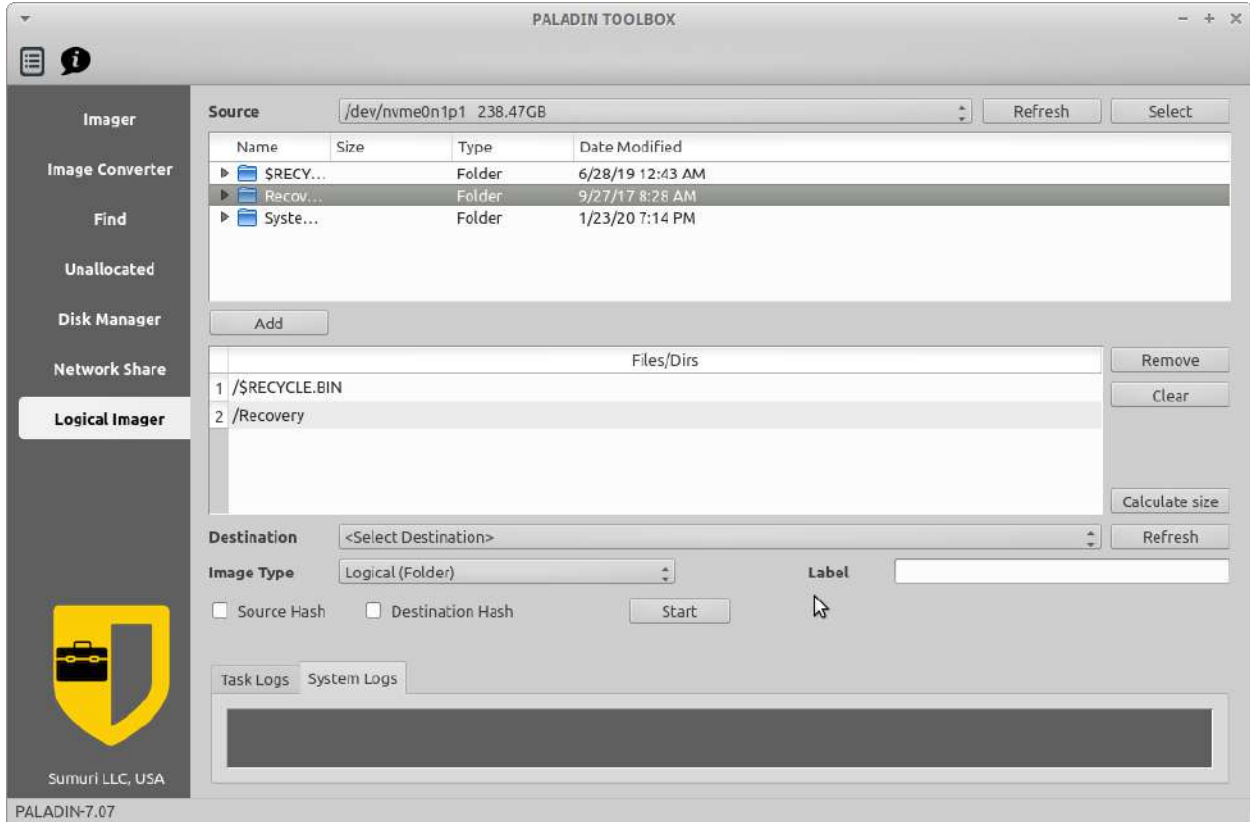 PALADIN TOOLBOX
Imager
Image Converter
Find
Unallocated
Disk Manager
Network Share
Logical Imager
Sumuri LLC, USA
Source /dev/nvme0n1p1 238.47GB Refresh Select
Name Size Type Date Modified
$RECY... Folder 6/28/19 12:43 AM
Recov... Folder 9/27/17 8:28 AM
Syste... Folder 1/23/20 7:14 PM
Add
Files/Dirs Remove
Clear
1 /$RECYCLE.BIN
2 /Recovery
Calculate size
Destination <Select Destination> Refresh
Image Type Logical (Folder) Label
Source Hash Destination Hash Start
Task Logs System Logs
PALADIN-7.07